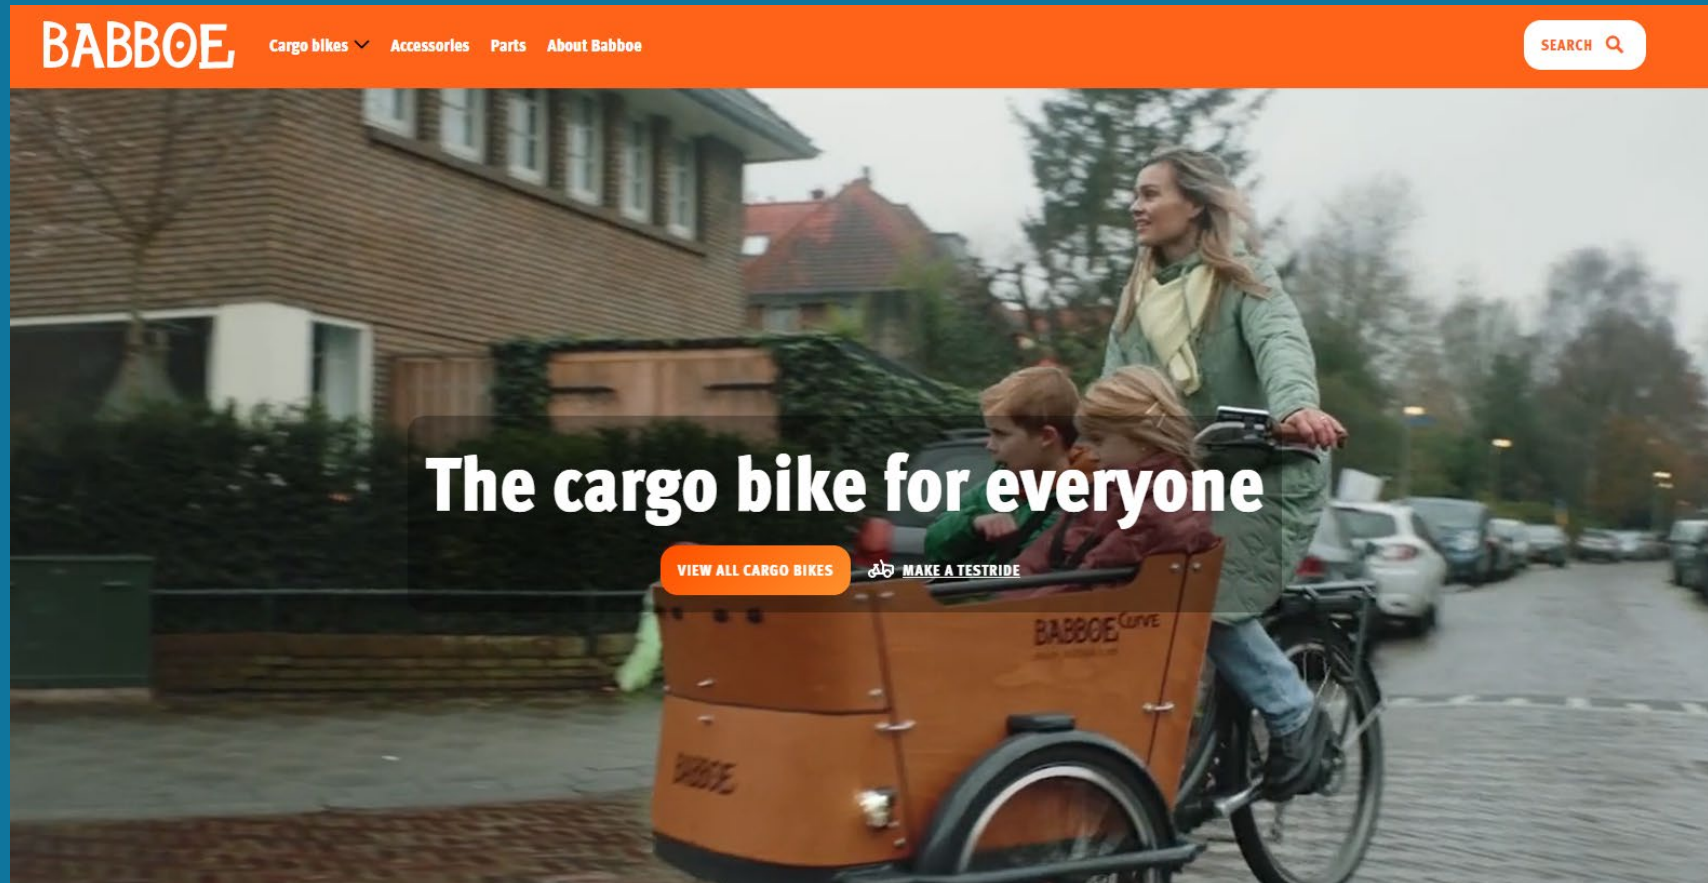 BABBOE
Cargo bikes
Accessories
Parts
About Babboe
SEARCH
The cargo bike for everyone
VIEW ALL CARGO BIKES
MAKE A TESTRIDE
BABBOE Curve
BABBOE